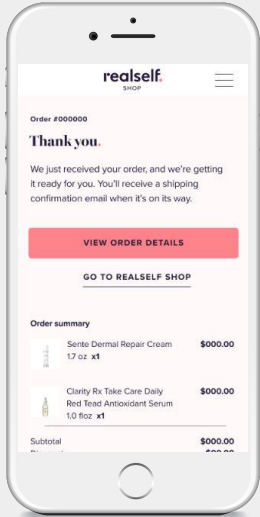 realself.
SHOP
Order #000000
Thank you.
We just received your order, and we're getting
it ready for you. You'll receive a shipping
confirmation email when it's on its way.
VIEW ORDER DETAILS
GO TO REALSELF SHOP
Order summary
Sente Dermal Repair Cream $000.00
1.7 oz x1
Clarity Rx Take Care Daily $000.00
Red Tead Antioxidant Serum
1.0 floz x1
Subtotal $000.00